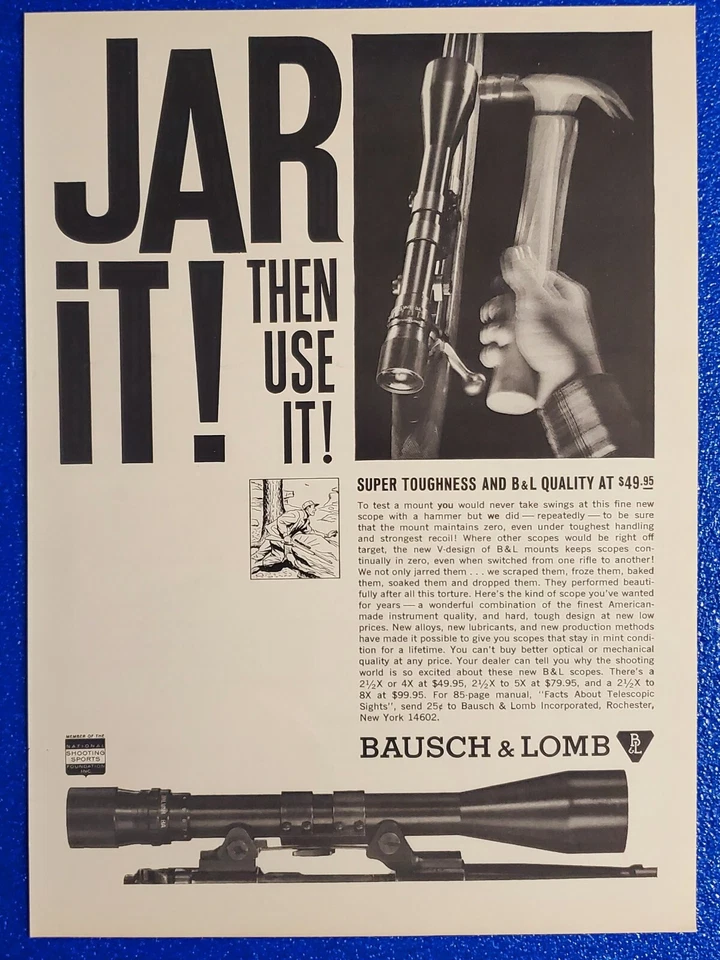 JAR
iT!
THEN
USE
IT!
SUPER TOUGHNESS AND B&L QUALITY AT $49.95
To test a mount you would never take swings at this fine new
scope with a hammer but we did — repeatedly — to be sure
that the mount maintains zero, even under toughest handling
and strongest recoil! Where other scopes would be right off
target, the new V-design of B&L mounts keeps scopes con-
tinually in zero, even when switched from one rifle to another!
We not only jarred them . . . we scraped them, froze them, baked
them, soaked them and dropped them. They performed beauti-
fully after all this torture. Here's the kind of scope you've wanted
for years — a wonderful combination of the finest American-
made instrument quality, and hard, tough design at new low
prices. New alloys, new lubricants, and new production methods
have made it possible to give you scopes that stay in mint condi-
tion for a lifetime. You can't buy better optical or mechanical
quality at any price. Your dealer can tell you why the shooting
world is so excited about these new B&L scopes. There's a
2½X or 4X at $49.95, 2½X to 5X at $79.95, and a 2½X to
8X at $99.95. For 85-page manual, "Facts About Telescopic
Sights", send 25¢ to Bausch & Lomb Incorporated, Rochester,
New York 14602.
BAUSCH & LOMB
B&L
MEMBER OF THE
NATIONAL
SHOOTING
SPORTS
FOUNDATION
INC.